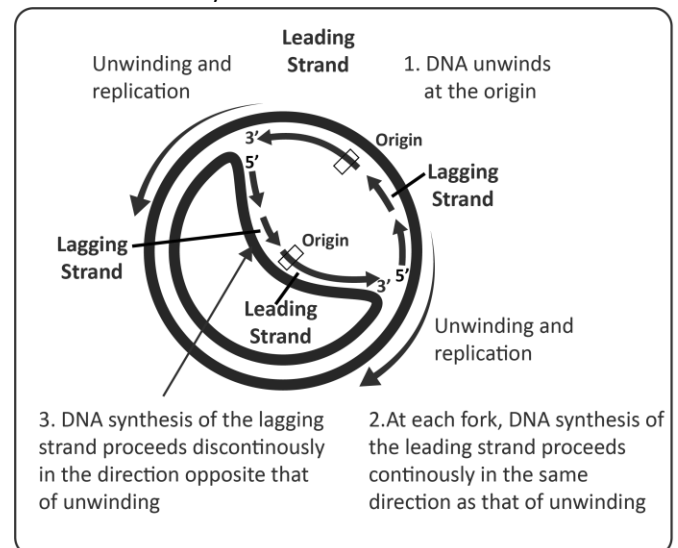 Leading
Strand
Unwinding and
replication
1. DNA unwinds
at the origin
3’
5’
Origin
Lagging
Strand
Lagging
Strand
Origin
5’
3’
Leading
Strand
Unwinding and
replication
3. DNA synthesis of the lagging
strand proceeds discontinously
in the direction opposite that
of unwinding
2.At each fork, DNA synthesis of
the leading strand proceeds
continously in the same
direction as that of unwinding